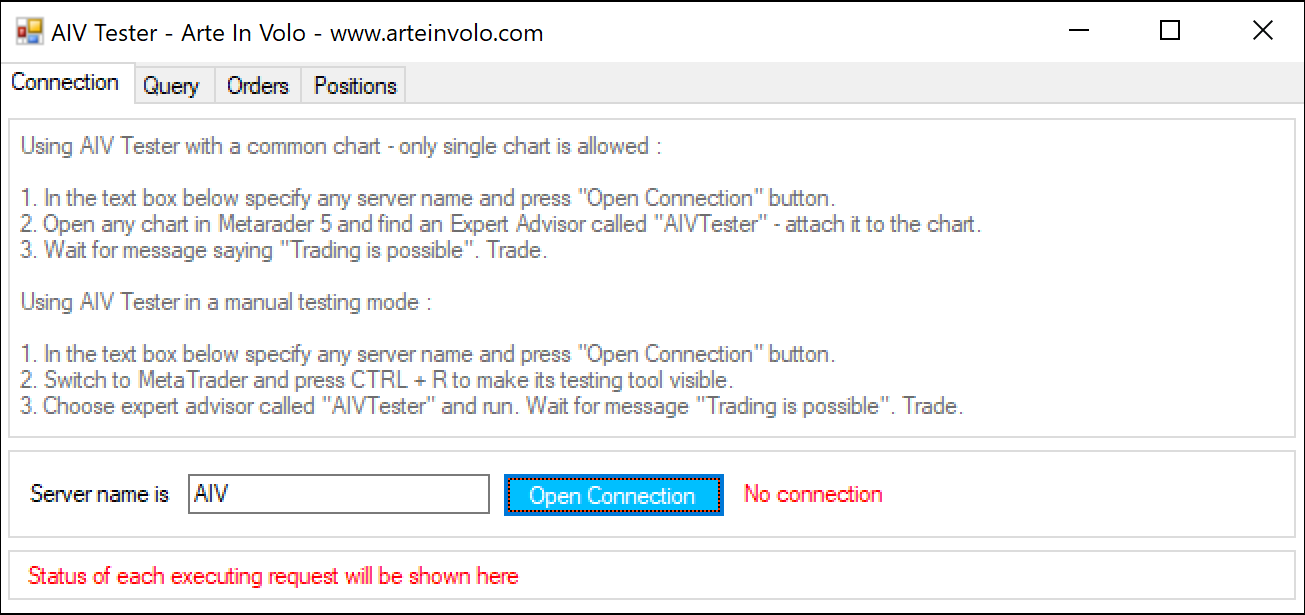 AIV Tester - Arte In Volo - www.arteinvolo.com
Connection Query Orders Positions
Using AIV Tester with a common chart - only single chart is allowed :
1. In the text box below specify any server name and press "Open Connection" button.
2. Open any chart in Metarader 5 and find an Expert Advisor called "AIVTester" - attach it to the chart.
3. Wait for message saying "Trading is possible". Trade.
Using AIV Tester in a manual testing mode :
1. In the text box below specify any server name and press "Open Connection" button.
2. Switch to MetaTrader and press CTRL + R to make its testing tool visible.
3. Choose expert advisor called "AIVTester" and run. Wait for message "Trading is possible". Trade.
Server name is AIV Open Connection No connection
Status of each executing request will be shown here